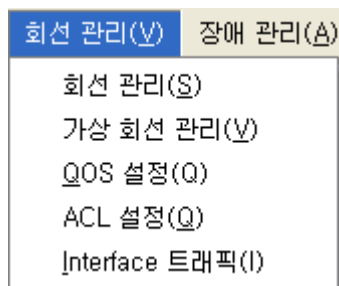 회선 관리(V) 장애 관리(A)
회선 관리(S)
가상 회선 관리(V)
QOS 설정(Q)
ACL 설정(Q)
Interface 트래픽(I)